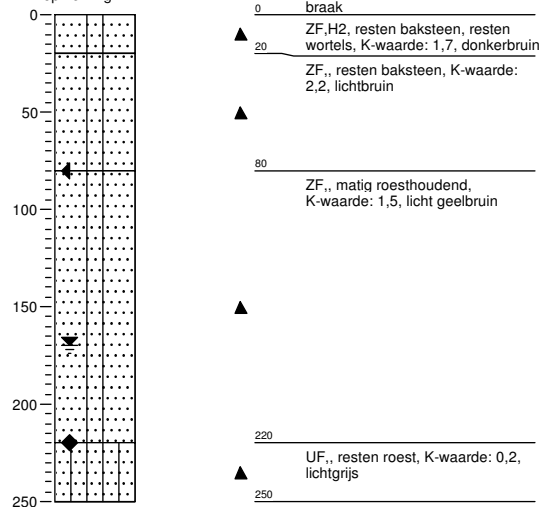 0
50
100
150
200
250
0
braak
ZF,H2, resten baksteen, resten
wortels, K-waarde: 1,7, donkerbruin
20
ZF,, resten baksteen, K-waarde:
2,2, lichtbruin
80
ZF,, matig roesthoudend,
K-waarde: 1,5, licht geelbruin
220
UF,, resten roest, K-waarde: 0,2,
lichtgrijs
250